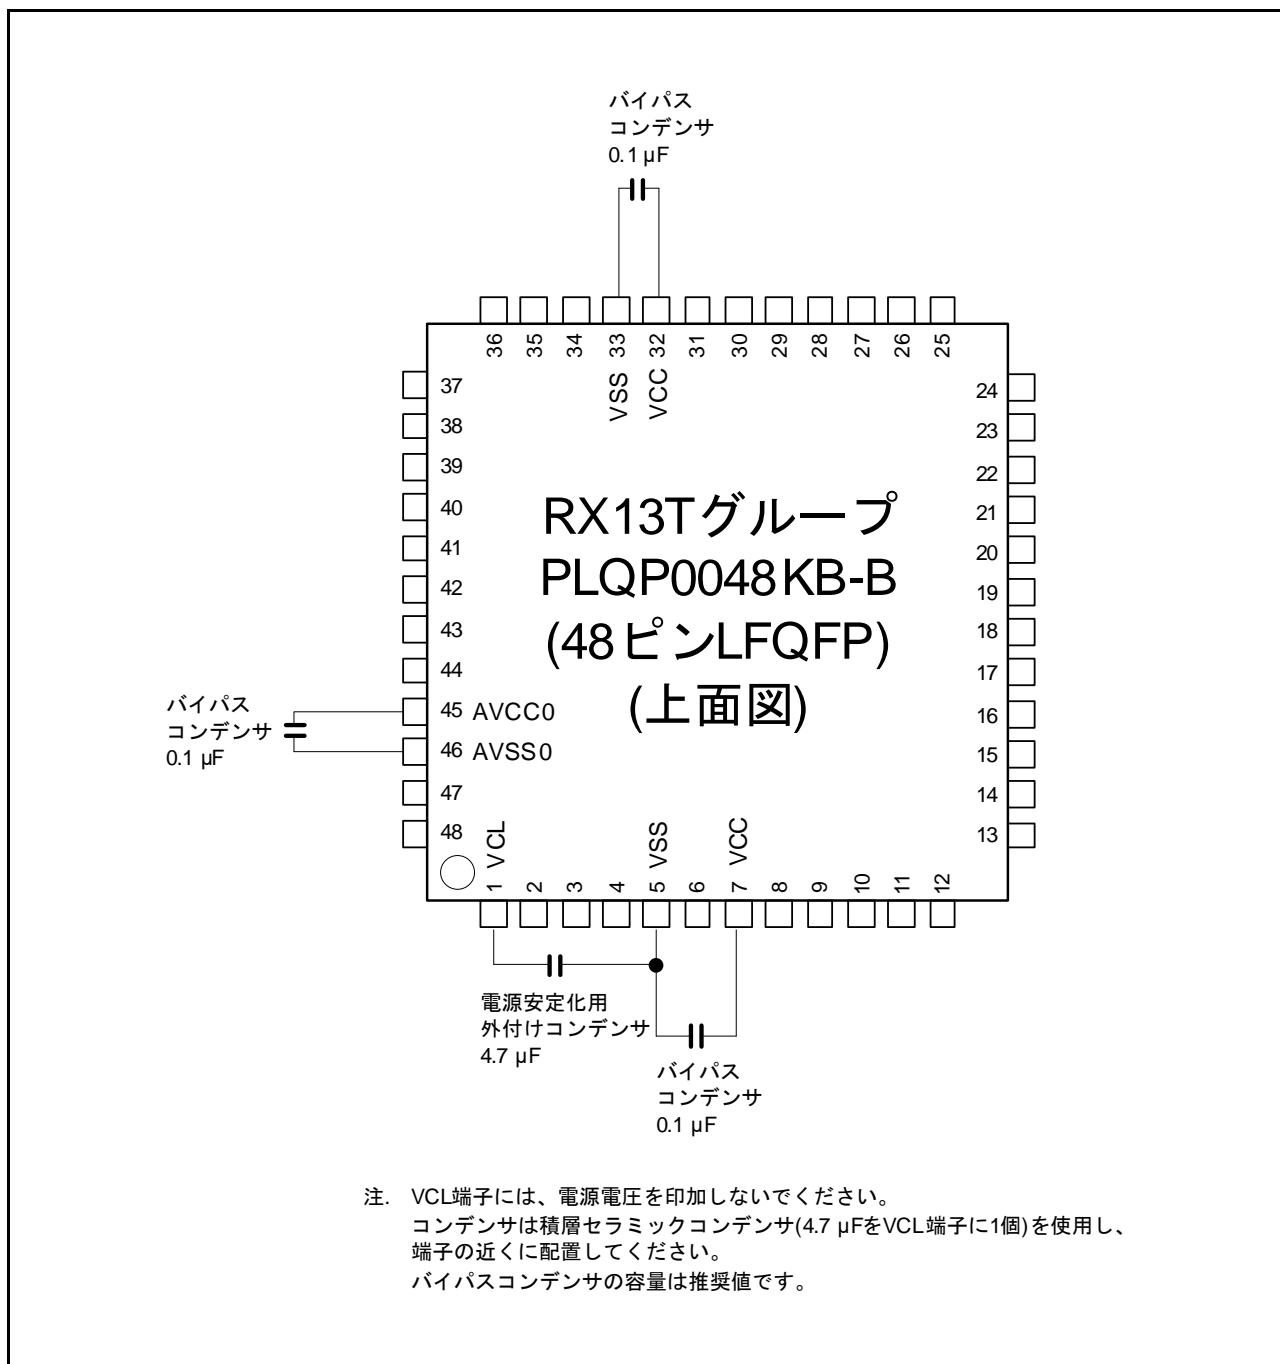 バイパス
コンデンサ
0.1 µF
36
35
34
33
32
31
30
29
28
27
26
25
VSS
VCC
37
38
39
40
41
42
43
44
45 AVCC0
46 AVSS0
47
48
24
23
22
21
20
19
18
17
16
15
14
13
RX13Tグループ
PLQP0048KB-B
(48ピンLFQFP)
(上面図)
バイパス
コンデンサ
0.1 µF
VCL
VSS
VCC
1
2
3
4
5
6
7
8
9
10
11
12
電源安定化用
外付けコンデンサ
4.7 µF
バイパス
コンデンサ
0.1 µF
注. VCL端子には、電源電圧を印加しないでください。
コンデンサは積層セラミックコンデンサ(4.7 µFをVCL端子に1個)を使用し、
端子の近くに配置してください。
バイパスコンデンサの容量は推奨値です。